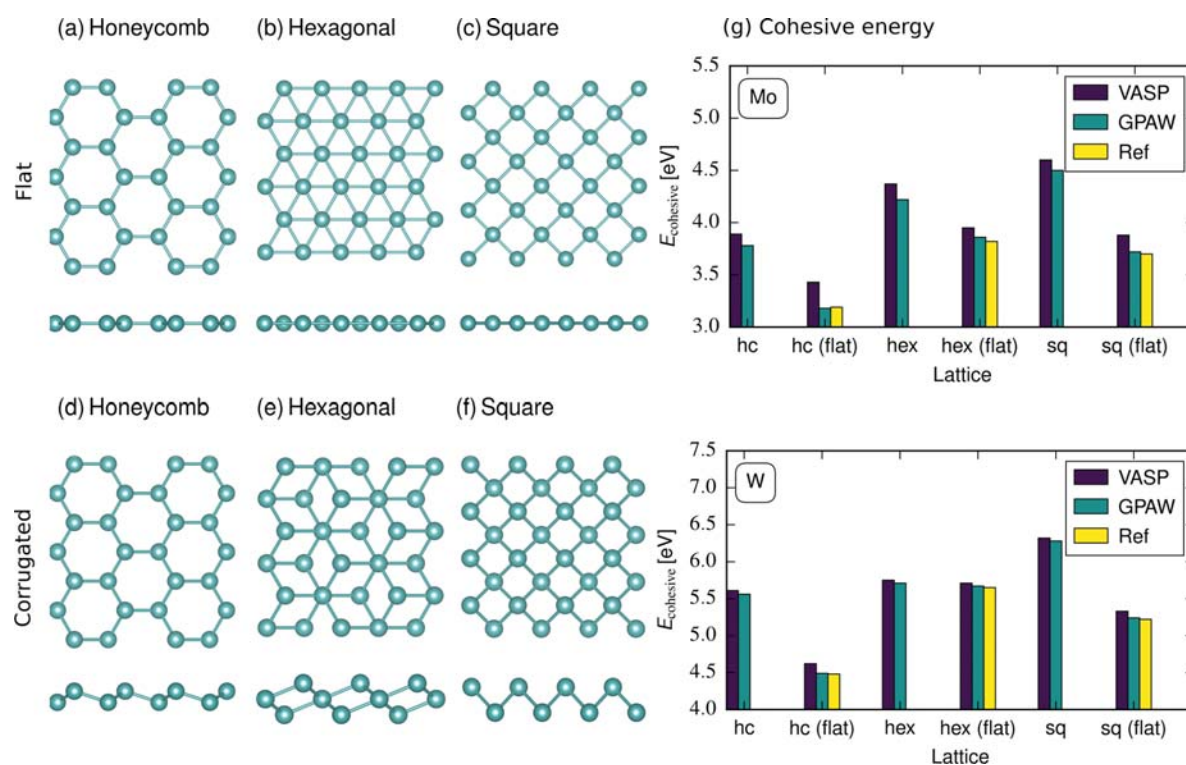 (a) Honeycomb
(b) Hexagonal
(c) Square
Flat
(d) Honeycomb
(e) Hexagonal
(f) Square
Corrugated
(g) Cohesive energy
5.5
5.0
4.5
4.0
3.5
3.0
E_cohesive [eV]
Mo
VASP
GPAW
Ref
hc
hc (flat)
hex
hex (flat)
sq
sq (flat)
Lattice
7.5
7.0
6.5
6.0
5.5
5.0
4.5
4.0
E_cohesive [eV]
W
VASP
GPAW
Ref
hc
hc (flat)
hex
hex (flat)
sq
sq (flat)
Lattice